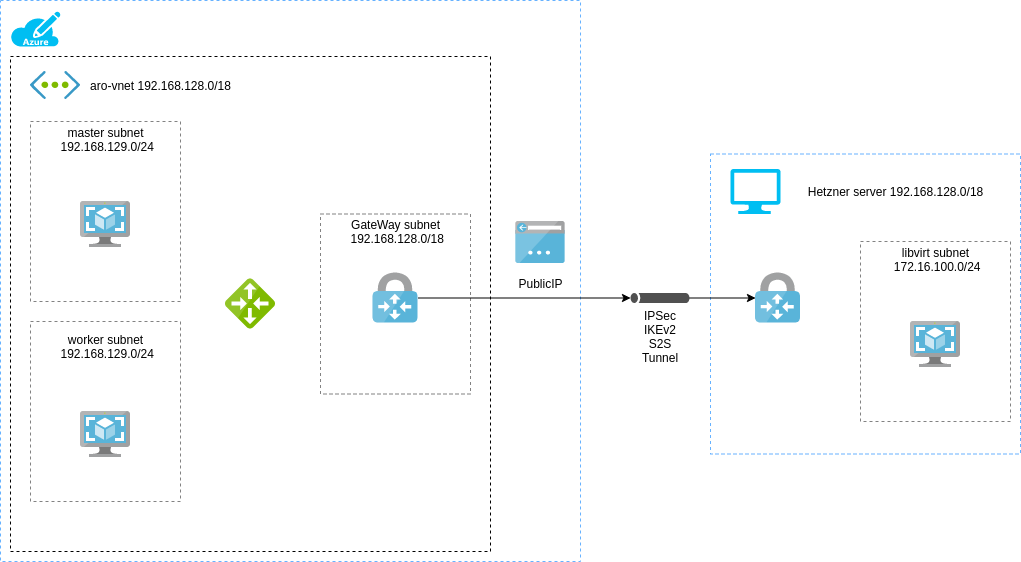 Azure
aro-vnet 192.168.128.0/18
master subnet
192.168.129.0/24
worker subnet
192.168.129.0/24
GateWay subnet
192.168.128.0/18
PublicIP
IPSec
IKEv2
S2S
Tunnel
Hetzner server 192.168.128.0/18
libvirt subnet
172.16.100.0/24